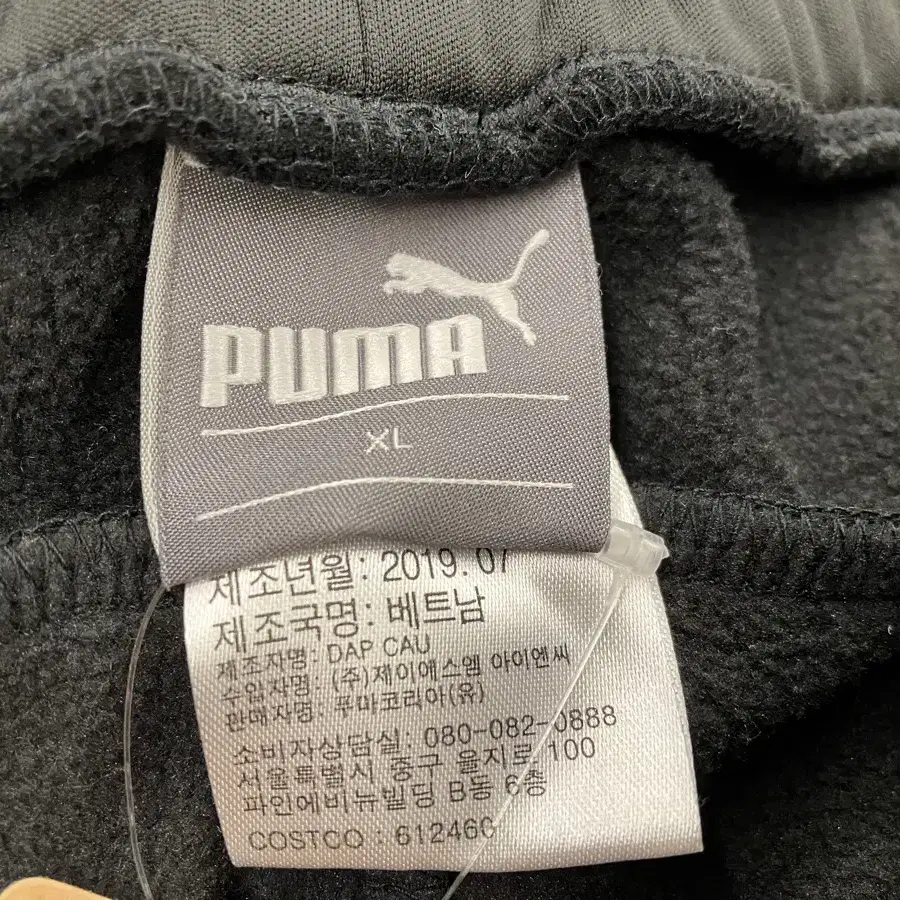 PUMA
XL
제조년월: 2019. 07
제조국명: 베트남
제조자명: DAP CAU
수입자명: (주)제이에스엠 아이엔씨
판매자명: 푸마코리아(유)
소비자상담실: 080-082-0888
서울특별시 중구 을지로 100
파인에비뉴빌딩 B동 6층
COSTCO : 612460